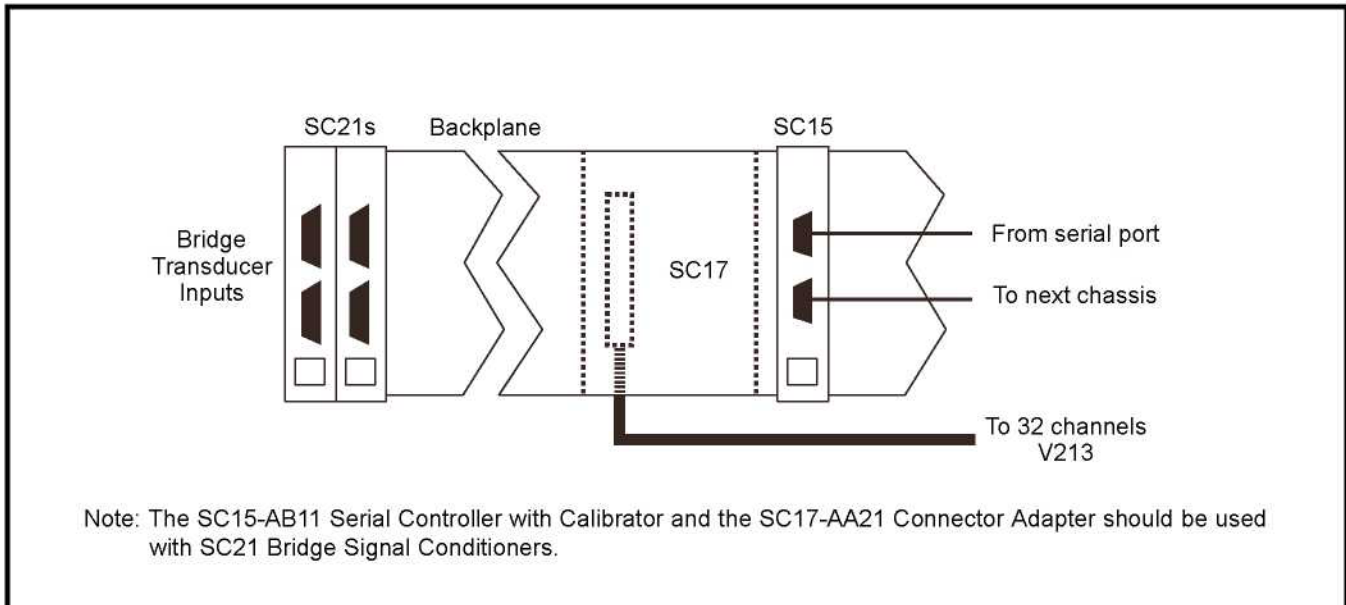 SC21s
Backplane
SC15
Bridge
Transducer
Inputs
SC17
From serial port
To next chassis
To 32 channels
V213
Note: The SC15-AB11 Serial Controller with Calibrator and the SC17-AA21 Connector Adapter should be used
with SC21 Bridge Signal Conditioners.